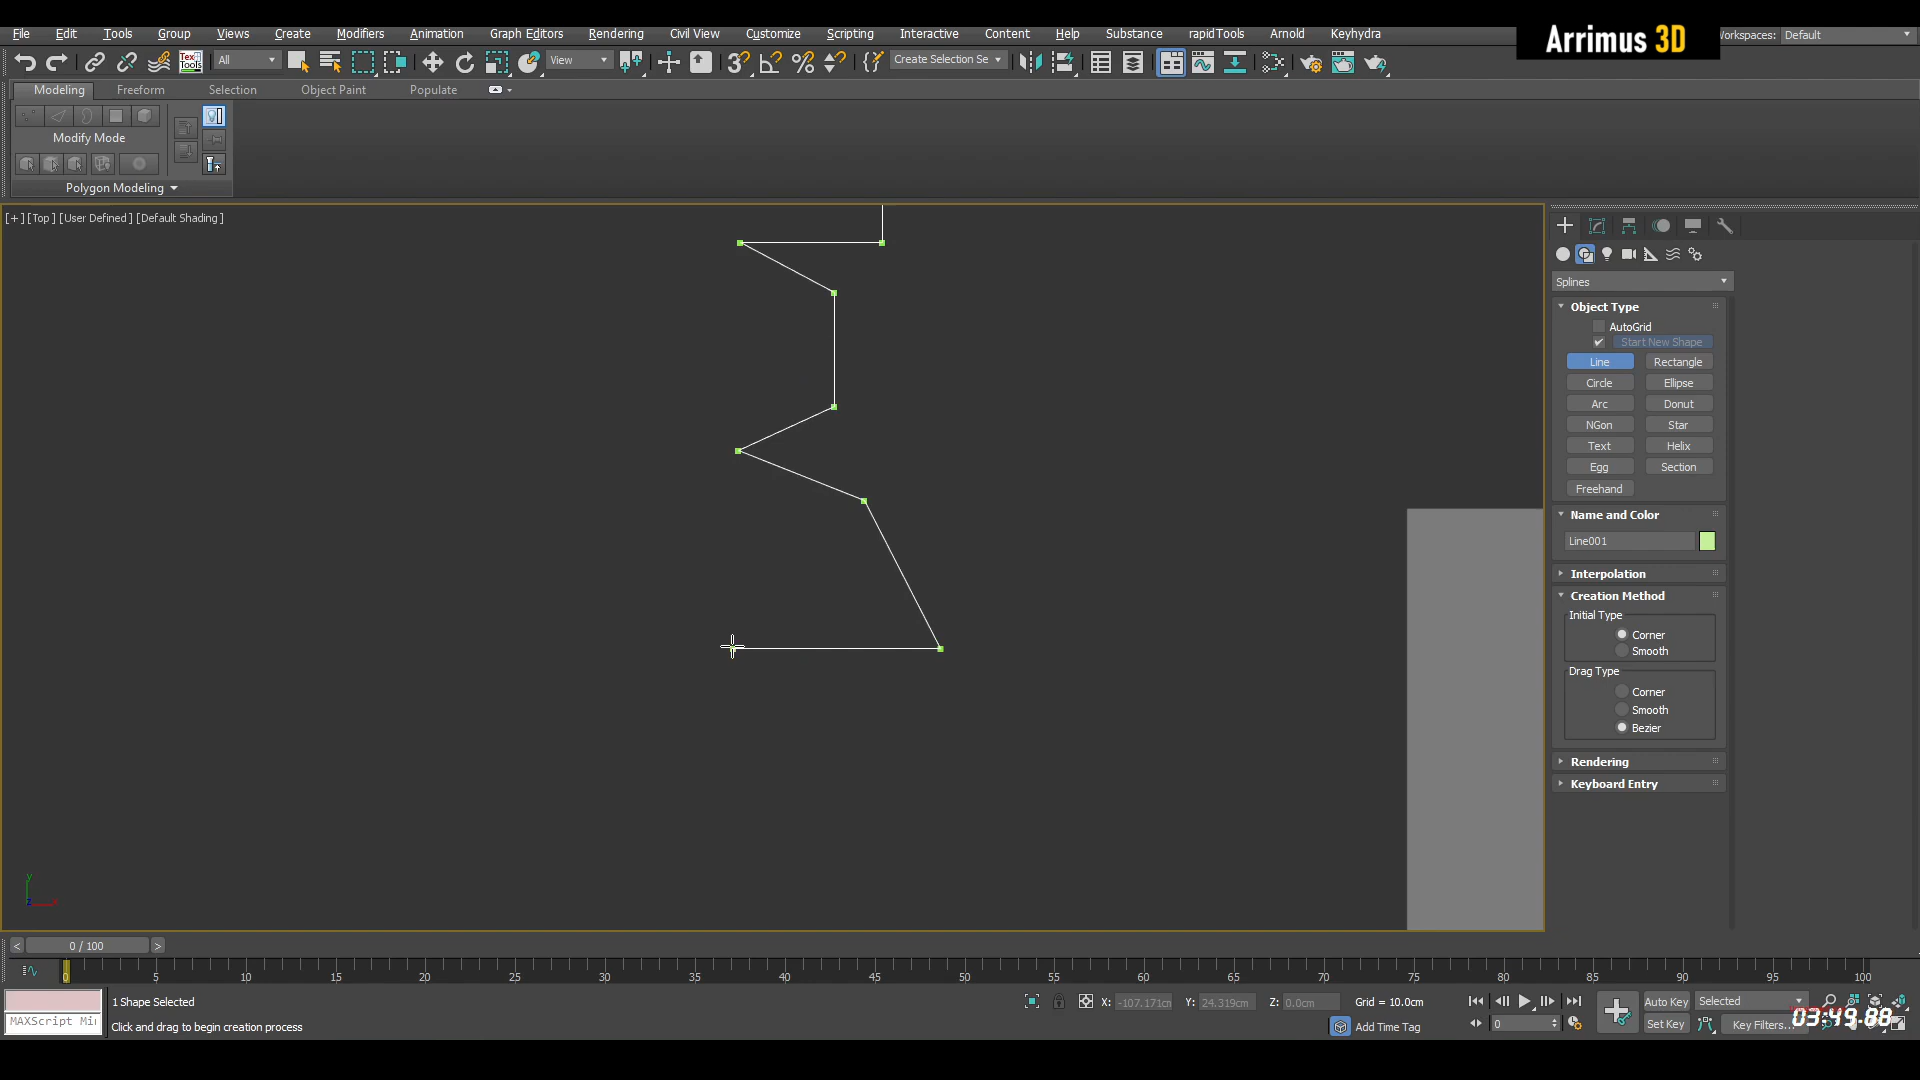 Arrimus 3D
File Edit Tools Group Views Create Modifiers Animation Graph Editors Rendering Civil View Customize Scripting Interactive Content Help Substance rapidTools Arnold Keyhydra Workspaces: Default
TexTools All View Create Selection Se
Modeling Freeform Selection Object Paint Populate
Modify Mode
Polygon Modeling
[+] [Top] [User Defined] [Default Shading]
Splines
Object Type
AutoGrid
Start New Shape
Line Rectangle
Circle Ellipse
Arc Donut
NGon Star
Text Helix
Egg Section
Freehand
Name and Color
Line001
Interpolation
Creation Method
Initial Type
Corner
Smooth
Drag Type
Corner
Smooth
Bezier
Rendering
Keyboard Entry
y
z
< 0 / 100 >
0 5 10 15 20 25 30 35 40 45 50 55 60 65 70 75 80 85 90 95 100
1 Shape Selected X: -107.171cm Y: 24.319cm Z: 0.0cm Grid = 10.0cm Auto Key Selected
MAXScript Mi
Click and drag to begin creation process Add Time Tag 0 Set Key Key Filters... 03:49.88